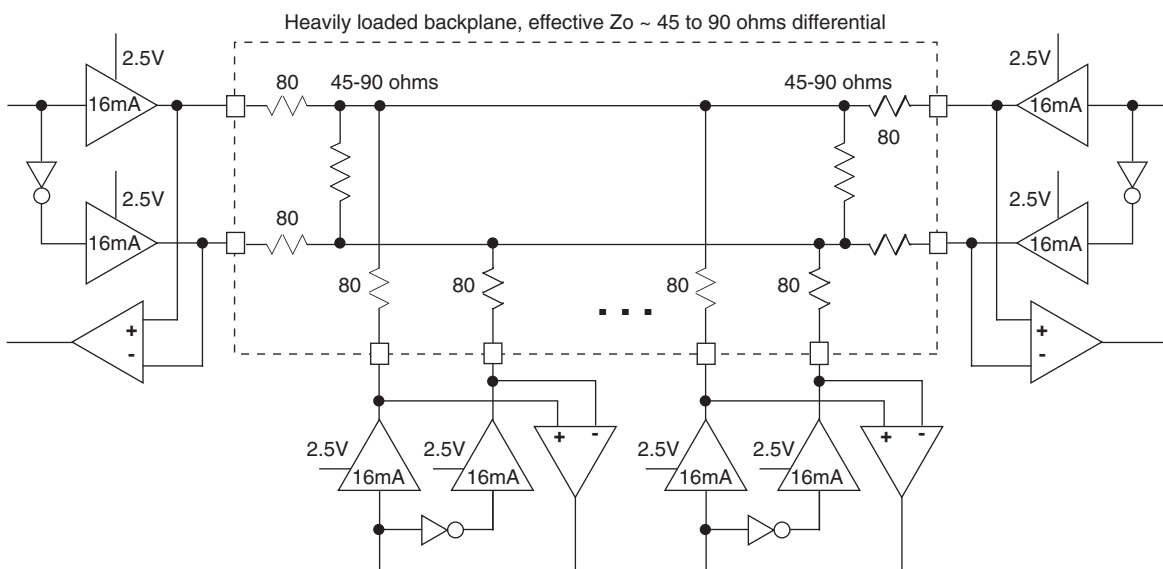 Heavily loaded backplane, effective Zo ~ 45 to 90 ohms differential
2.5V
2.5V
80
45-90 ohms
45-90 ohms
16mA
16mA
80
2.5V
2.5V
80
16mA
16mA
80
80
80
80
+
-
...
+
-
+
-
+
-
2.5V
2.5V
2.5V
2.5V
16mA
16mA
16mA
16mA